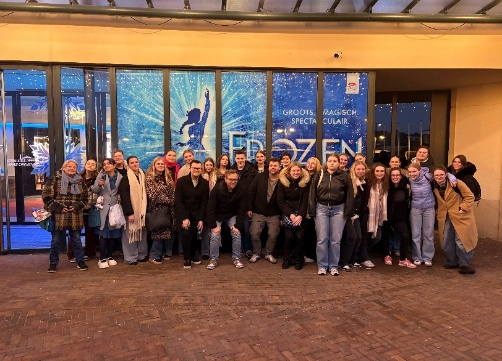 GROOTS. MAGISCH.
SPECTACULAIR.
FROZEN